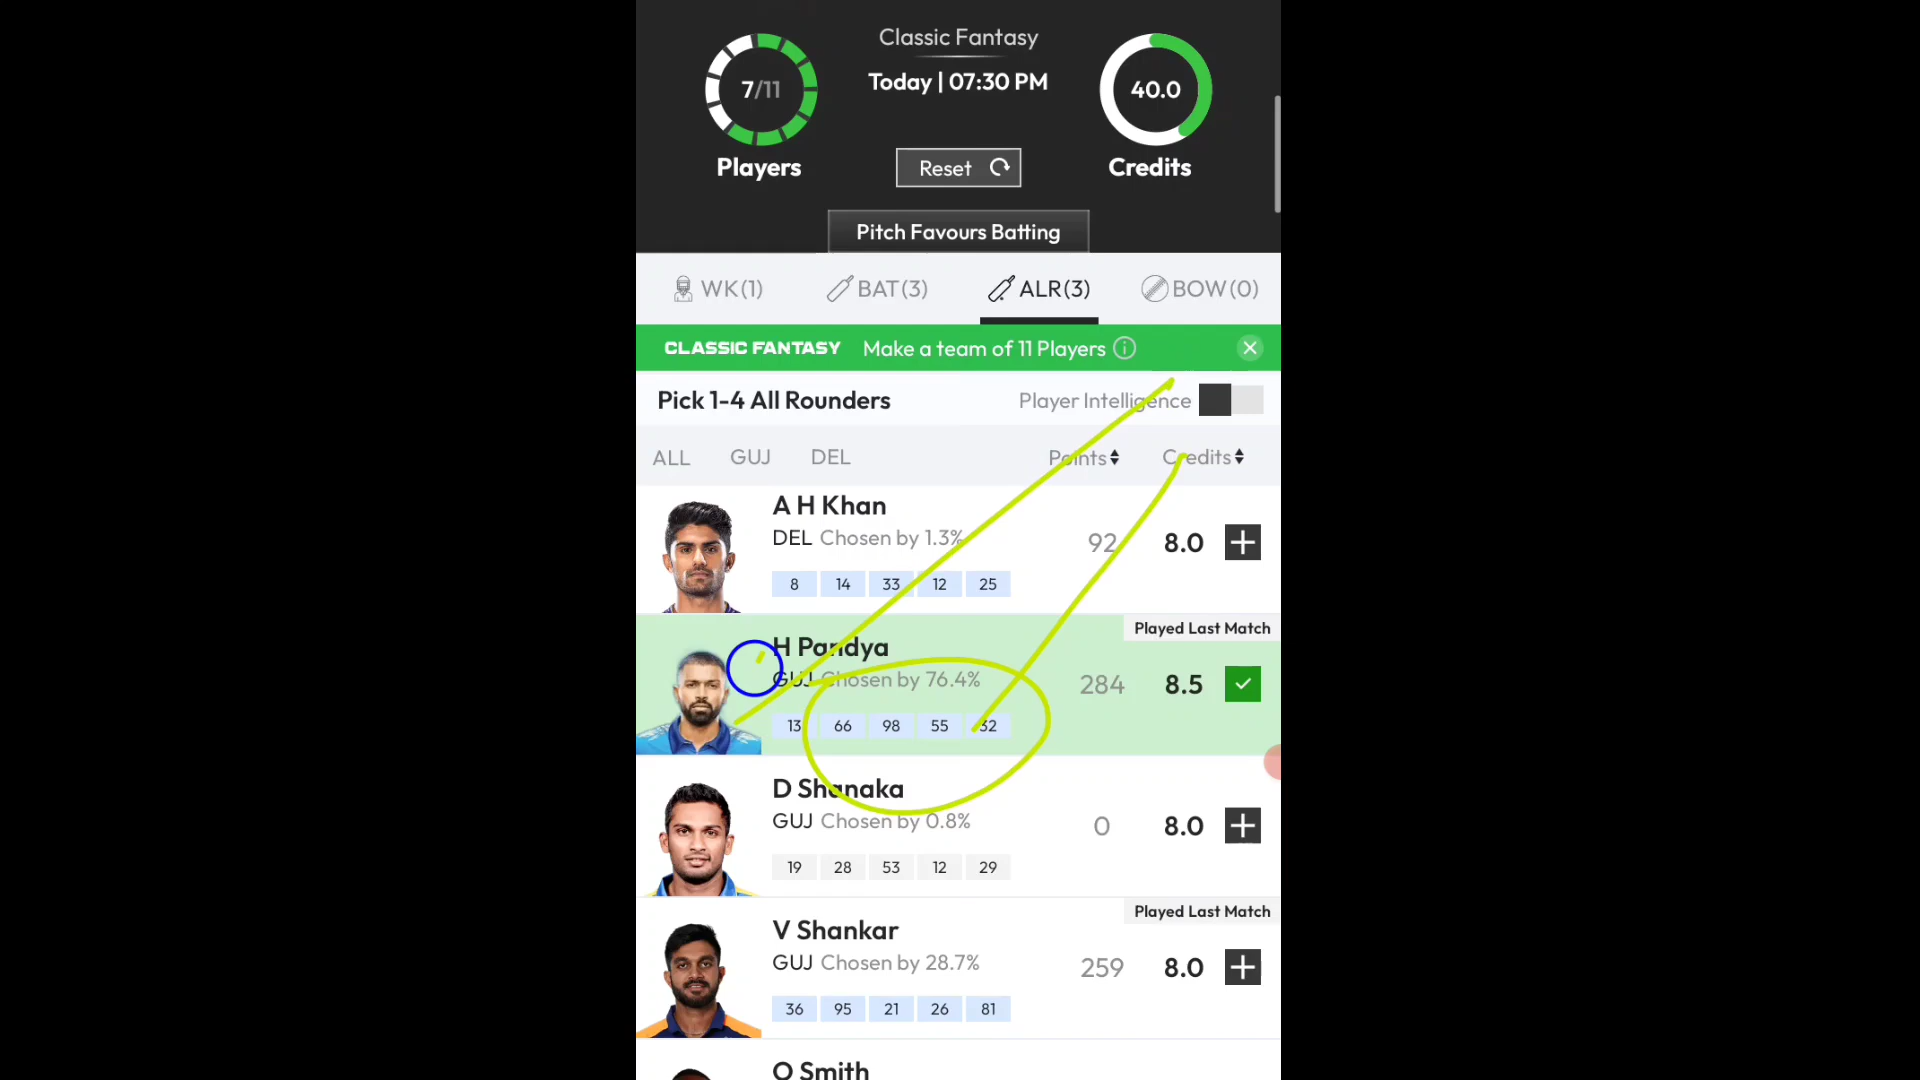 Classic Fantasy
7/11
Today | 07:30 PM
40.0
Players
Reset
Credits
Pitch Favours Batting
WK(1) BAT(3) ALR(3) BOW(0)
CLASSIC FANTASY Make a team of 11 Players
Pick 1-4 All Rounders Player Intelligence
ALL GUJ DEL Points Credits
A H Khan
DEL Chosen by 1.3% 92 8.0
8 14 33 12 25
Played Last Match
H Pandya
GUJ Chosen by 76.4% 284 8.5
13 66 98 55 32
D Shanaka
GUJ Chosen by 0.8% 0 8.0
19 28 53 12 29
Played Last Match
V Shankar
GUJ Chosen by 28.7% 259 8.0
36 95 21 26 81
O Smith